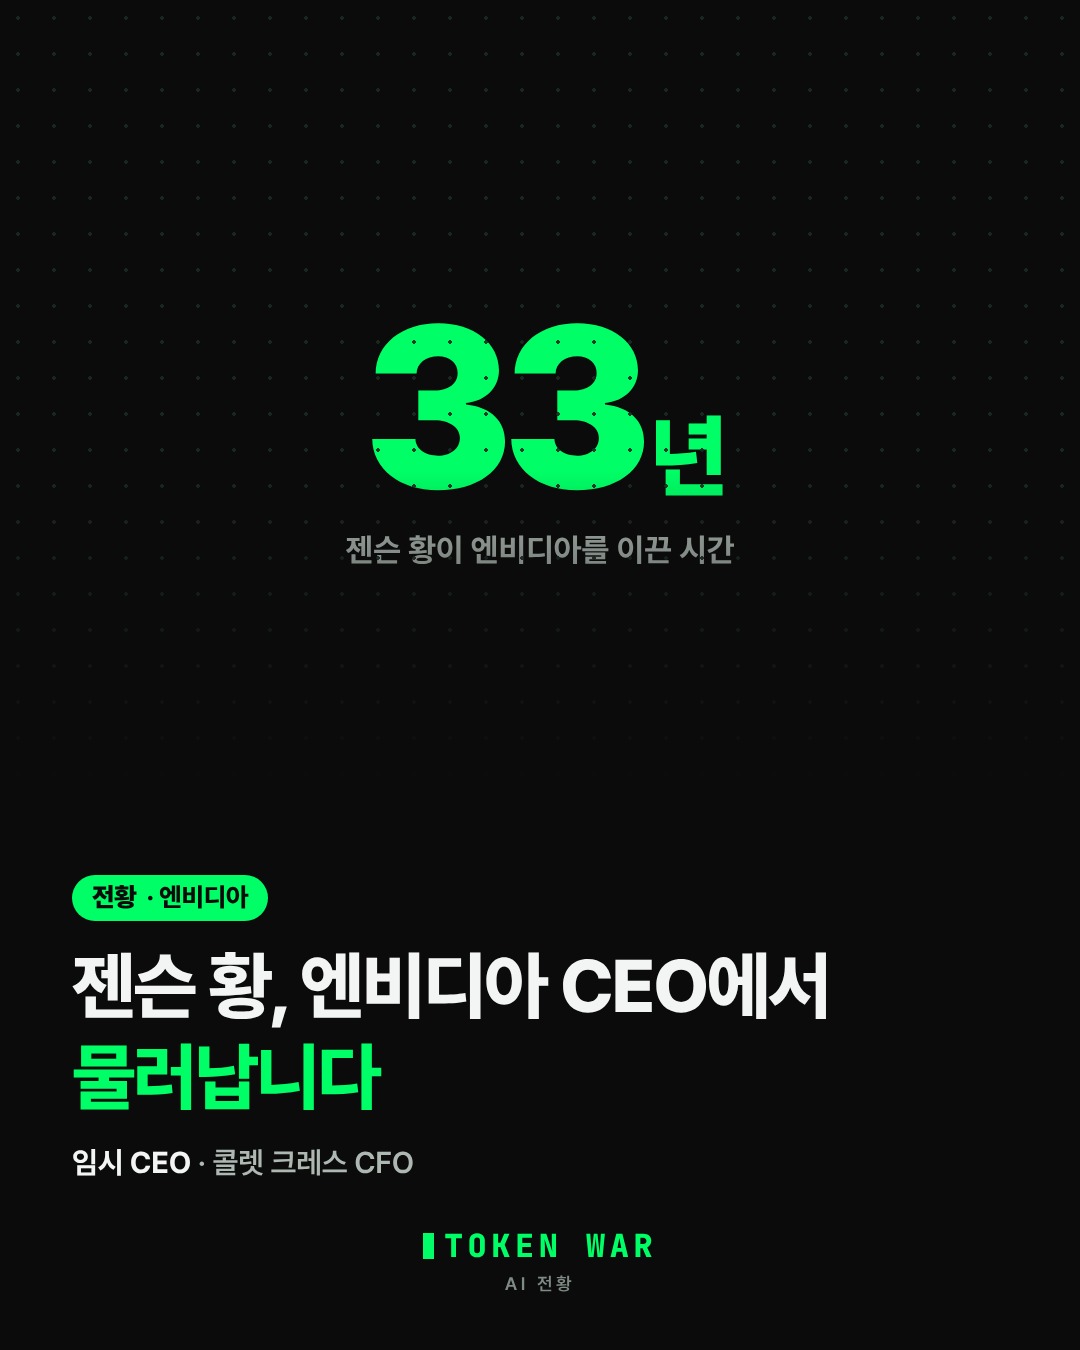 33년
젠슨 황이 엔비디아를 이끈 시간
전황 · 엔비디아
젠슨 황, 엔비디아 CEO에서
물러납니다
임시 CEO · 콜렛 크레스 CFO
TOKEN WAR
AI 전황